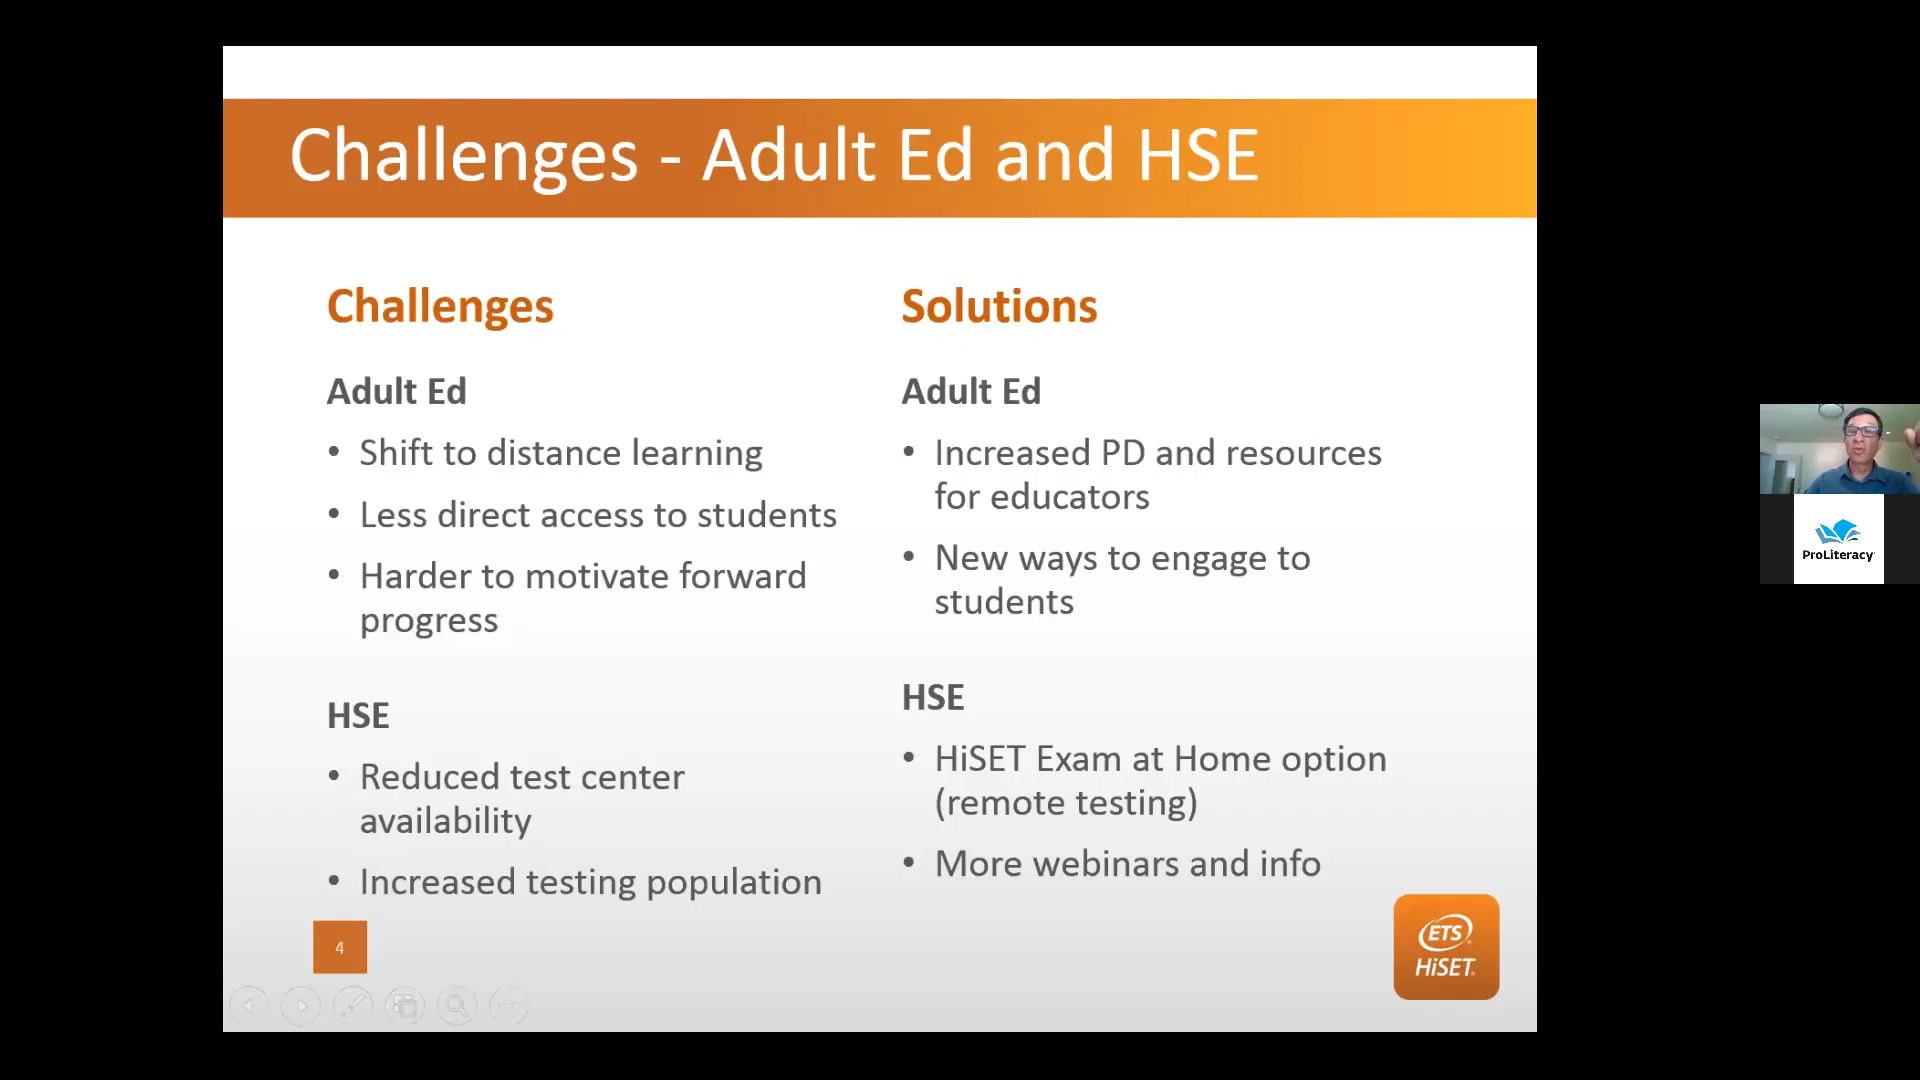 Challenges - Adult Ed and HSE
Challenges
Adult Ed
• Shift to distance learning
• Less direct access to students
• Harder to motivate forward
progress
HSE
• Reduced test center
availability
• Increased testing population
Solutions
Adult Ed
• Increased PD and resources
for educators
• New ways to engage to
students
HSE
• HiSET Exam at Home option
(remote testing)
• More webinars and info
4
ETS
HiSET®
ProLiteracy